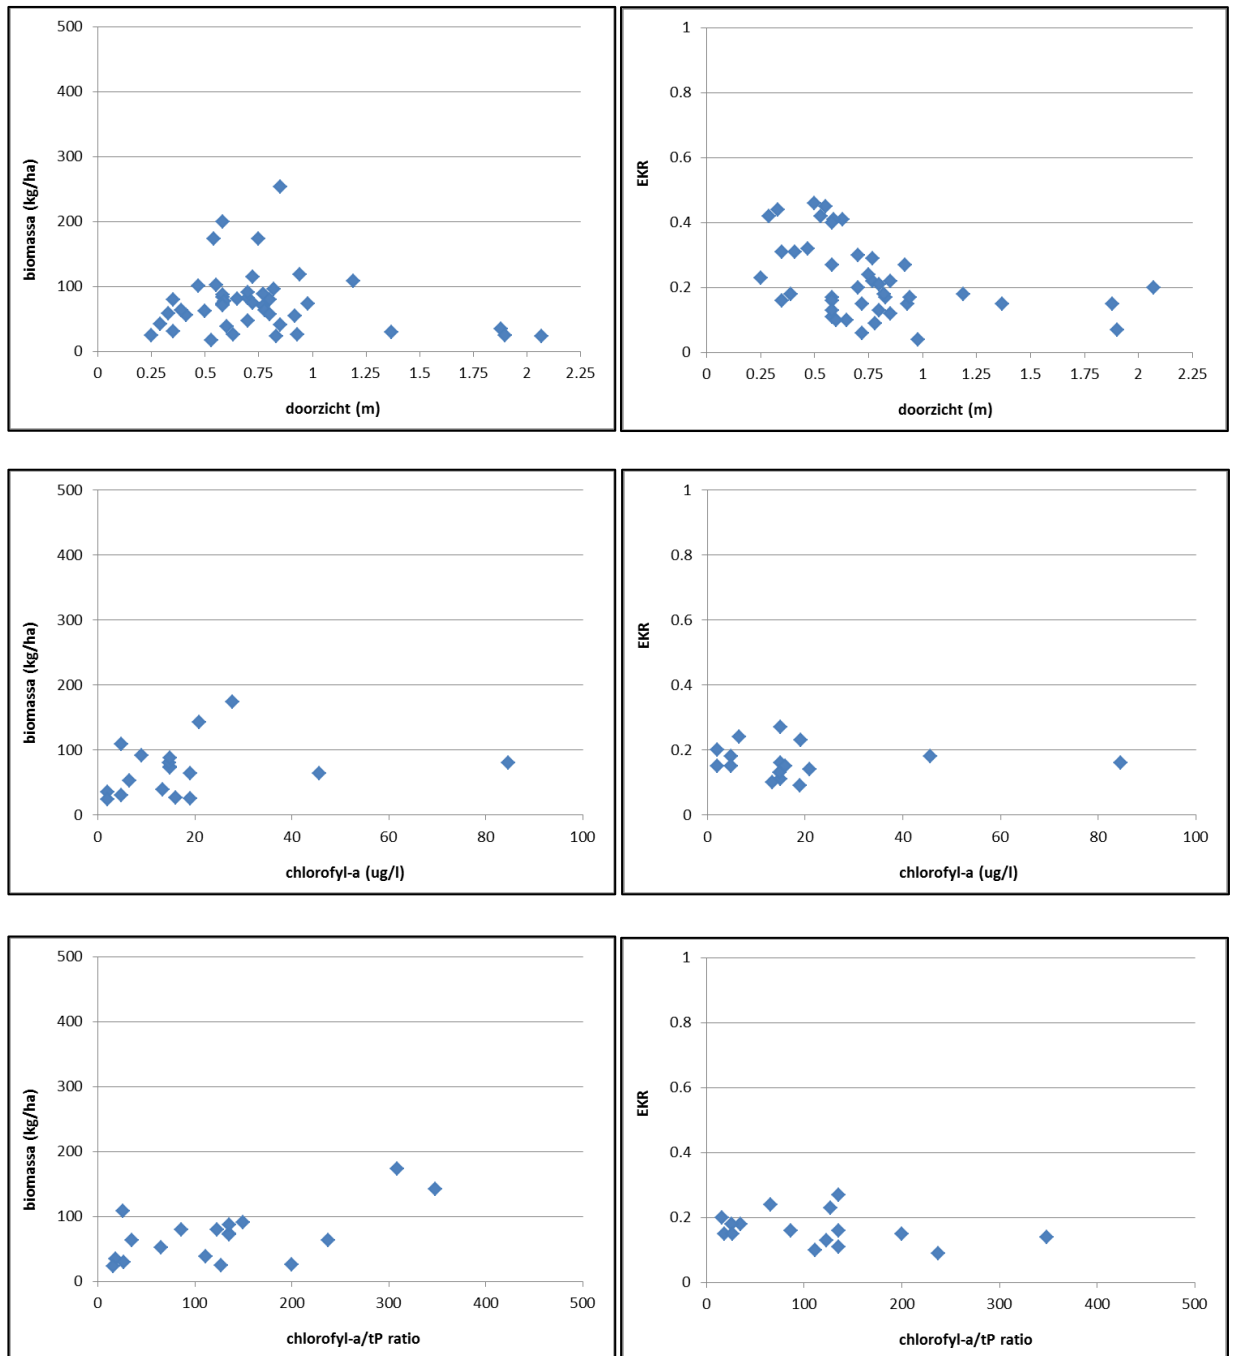 500
400
300
200
100
0
biomassa (kg/ha)
0 0.25 0.5 0.75 1 1.25 1.5 1.75 2 2.25
doorzicht (m)
1
0.8
0.6
0.4
0.2
0
EKR
0 0.25 0.5 0.75 1 1.25 1.5 1.75 2 2.25
doorzicht (m)
500
400
300
200
100
0
biomassa (kg/ha)
0 20 40 60 80 100
chlorofyl-a (ug/l)
1
0.8
0.6
0.4
0.2
0
EKR
0 20 40 60 80 100
chlorofyl-a (ug/l)
500
400
300
200
100
0
biomassa (kg/ha)
0 100 200 300 400 500
chlorofyl-a/tP ratio
1
0.8
0.6
0.4
0.2
0
EKR
0 100 200 300 400 500
chlorofyl-a/tP ratio